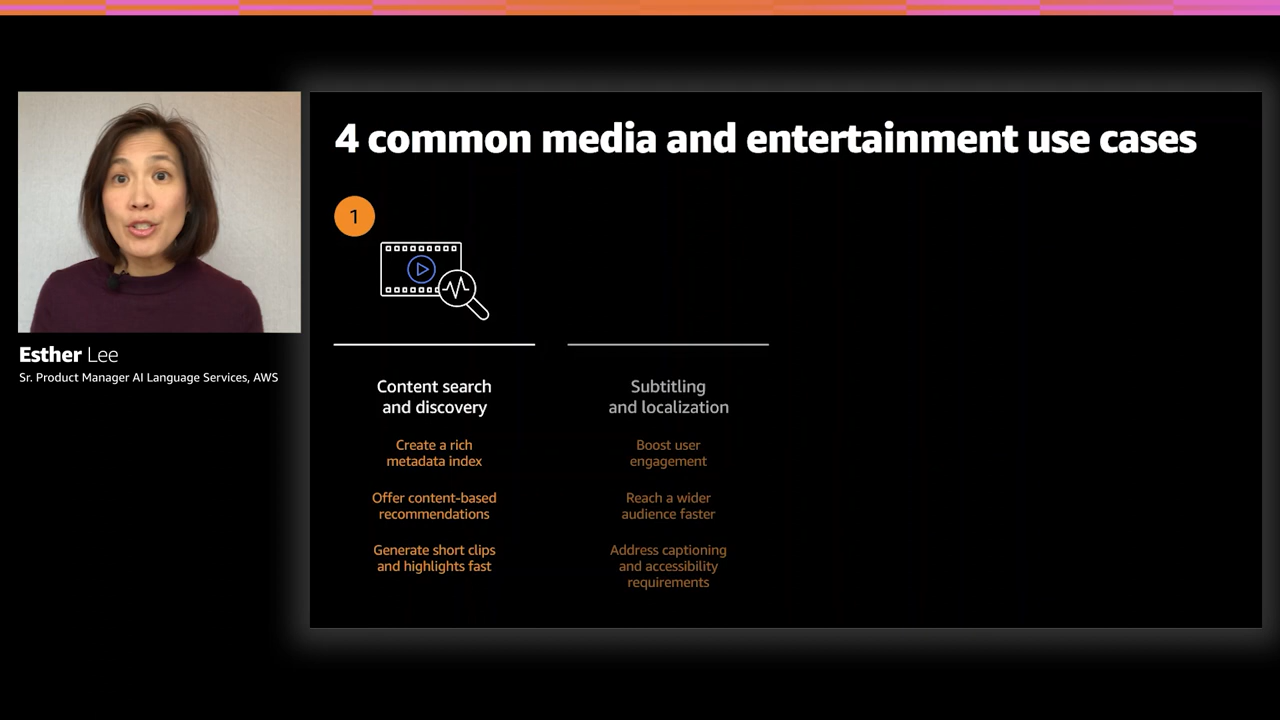 4 common media and entertainment use cases
1
Esther Lee
Sr. Product Manager AI Language Services, AWS
Content search
and discovery
Create a rich
metadata index
Offer content-based
recommendations
Generate short clips
and highlights fast
Subtitling
and localization
Boost user
engagement
Reach a wider
audience faster
Address captioning
and accessibility
requirements